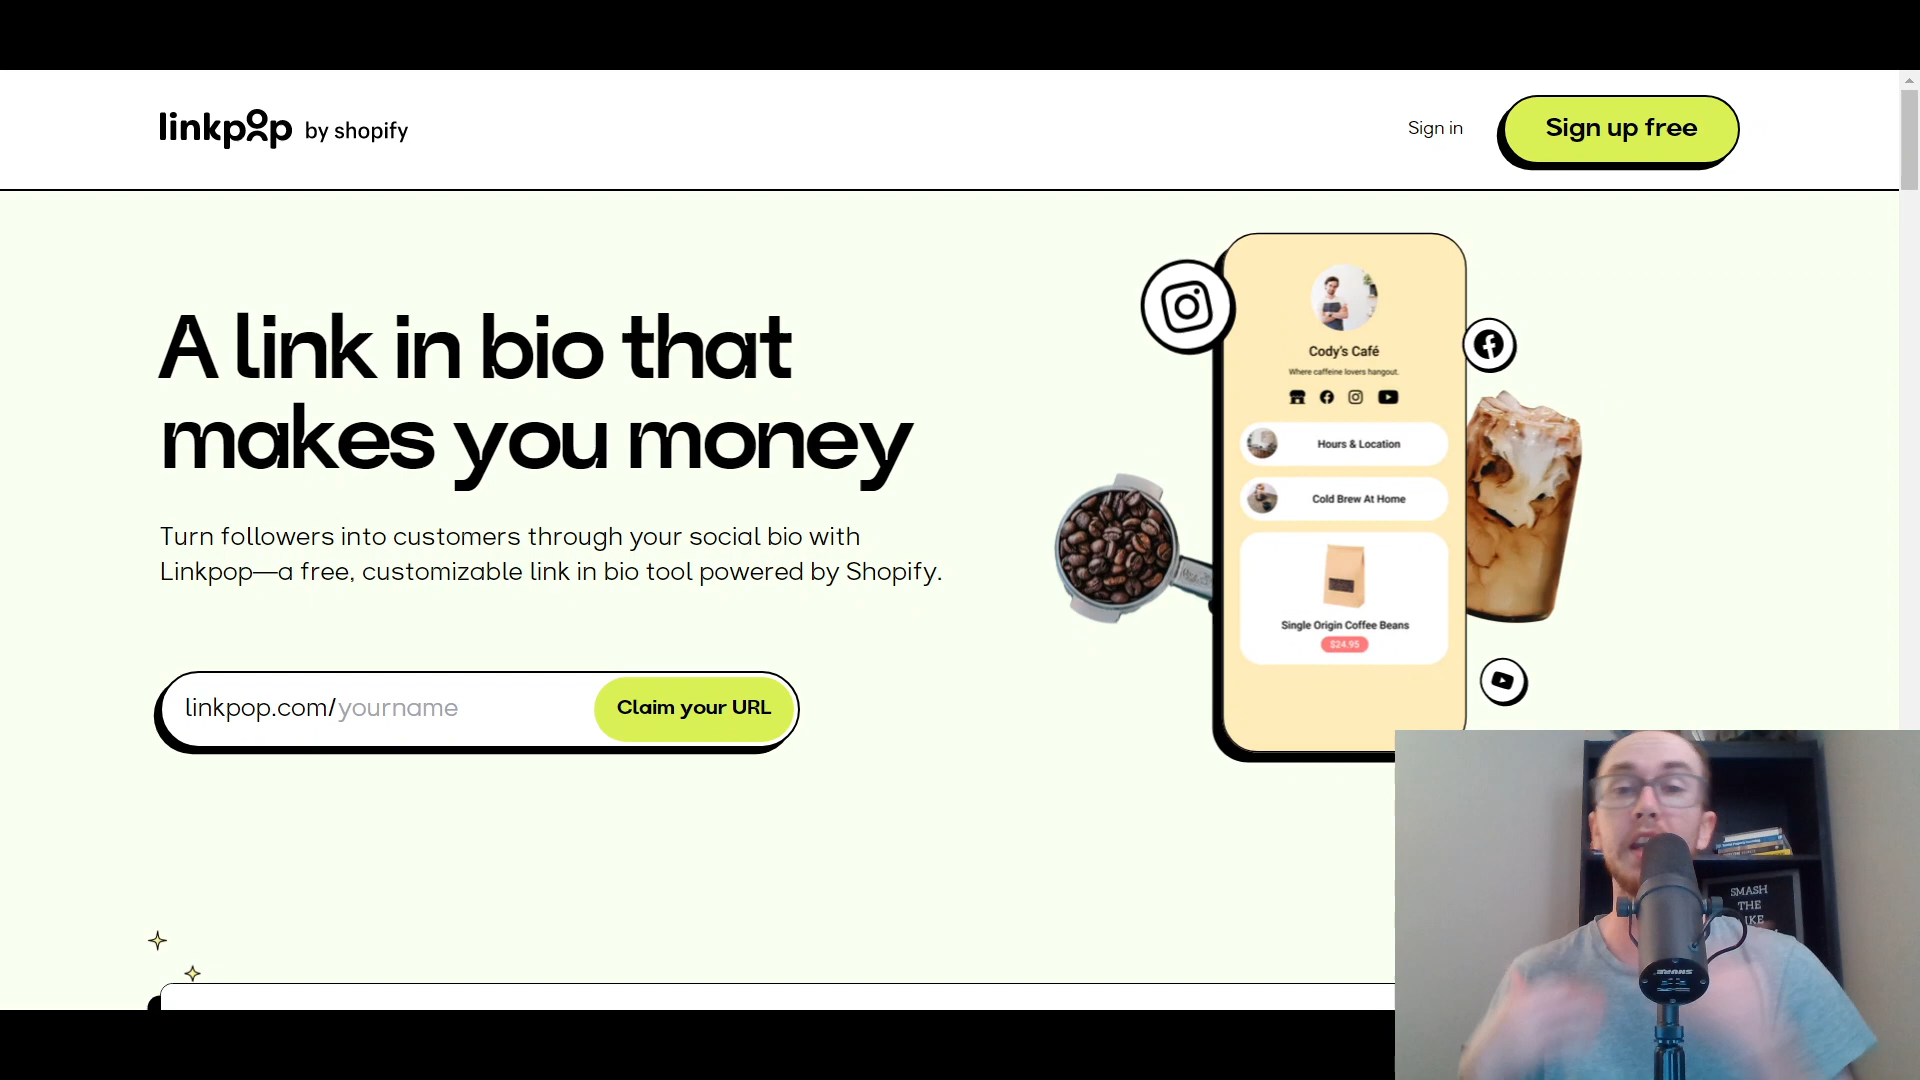 linkpop by shopify
Sign in
Sign up free
A link in bio that
makes you money
Turn followers into customers through your social bio with
Linkpop—a free, customizable link in bio tool powered by Shopify.
linkpop.com/yourname
Claim your URL
Cody's Café
Where caffeine lovers hangout.
Hours & Location
Cold Brew At Home
Single Origin Coffee Beans
$24.95
SMASH
THE
IKE
SHURE